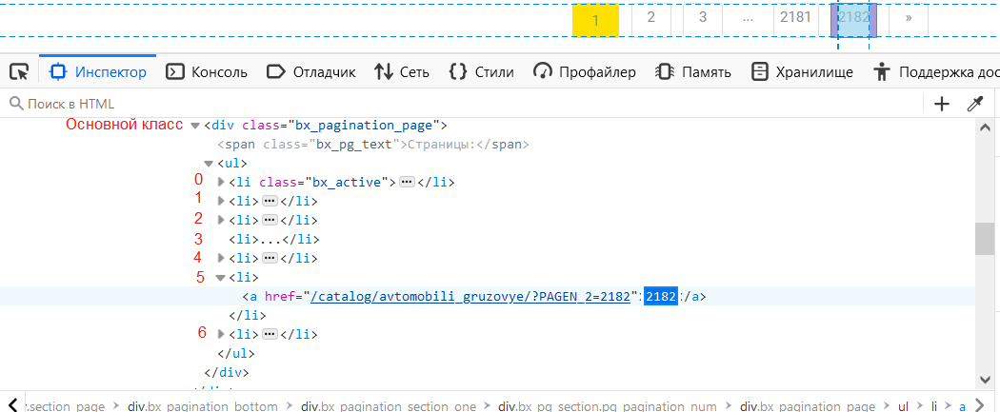 1 2 3 ... 2181 2182 »
Инспектор Консоль Отладчик Сеть Стили Профайлер Память Хранилище Поддержка дос
Поиск в HTML
Основной класс <div class="bx_pagination_page">
<span class="bx_pg_text">Страницы:</span>
<ul>
0 <li class="bx_active">•••</li>
1 <li>•••</li>
2 <li>•••</li>
3 <li>...</li>
4 <li>•••</li>
5 <li>
<a href="/catalog/avtomobili_gruzovye/?PAGEN_2=2182">2182</a>
</li>
6 <li>•••</li>
</ul>
</div>
.section_page > div.bx_pagination_bottom > div.bx_pagination_section_one > div.bx_pg_section.pg_pagination_num > div.bx_pagination_page > ul > li > a